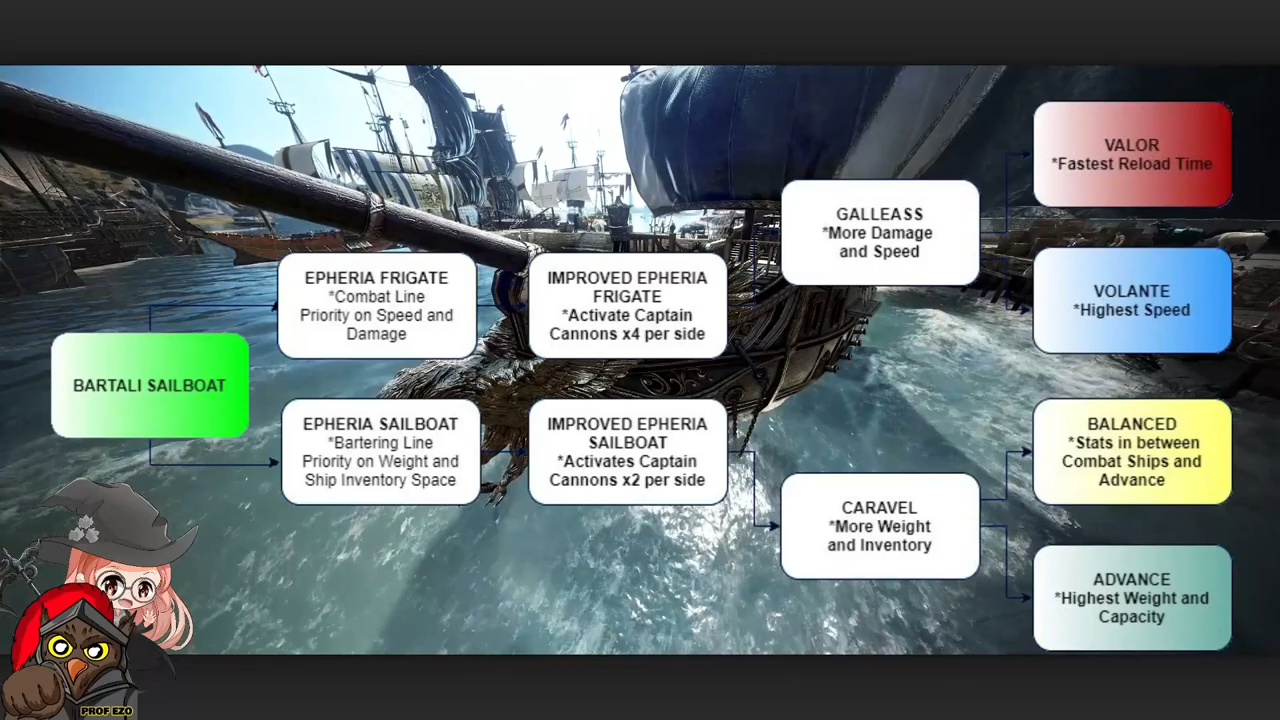 VALOR
*Fastest Reload Time
GALLEASS
*More Damage
and Speed
VOLANTE
*Highest Speed
EPHERIA FRIGATE
*Combat Line
Priority on Speed and
Damage
IMPROVED EPHERIA
FRIGATE
*Activate Captain
Cannons x4 per side
BARTALI SAILBOAT
EPHERIA SAILBOAT
*Bartering Line
Priority on Weight and
Ship Inventory Space
IMPROVED EPHERIA
SAILBOAT
*Activates Captain
Cannons x2 per side
BALANCED
*Stats in between
Combat Ships and
Advance
CARAVEL
*More Weight
and Inventory
ADVANCE
*Highest Weight and
Capacity
PROF EZO